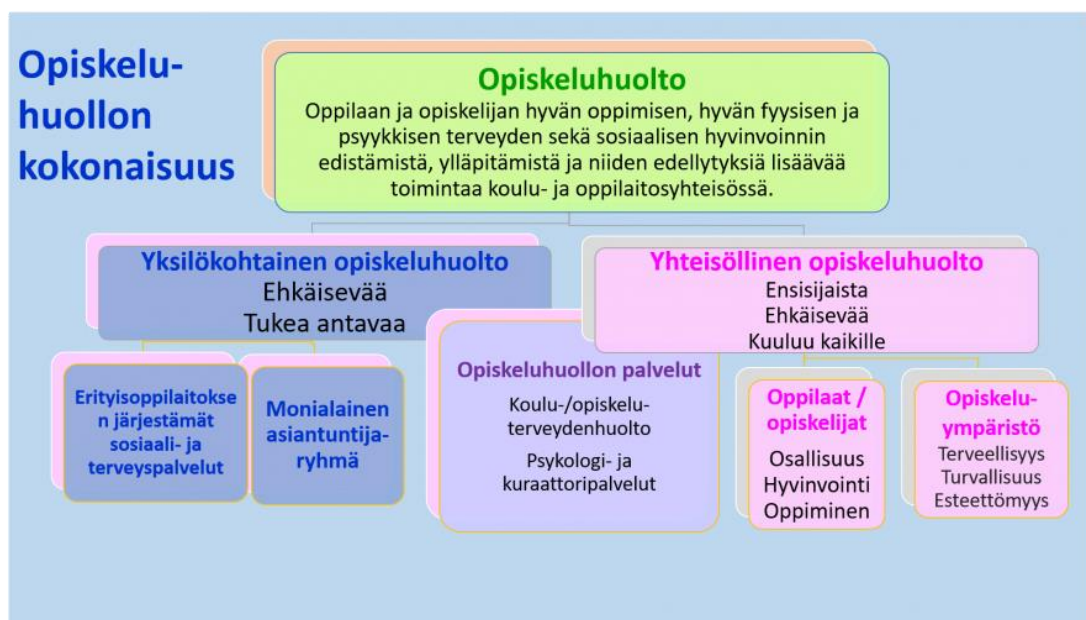 Opiskelu-
huollon
kokonaisuus
Opiskeluhuolto
Oppilaan ja opiskelijan hyvän oppimisen, hyvän fyysisen ja
psyykkisen terveyden sekä sosiaalisen hyvinvoinnin
edistämistä, ylläpitämistä ja niiden edellytyksiä lisäävää
toimintaa koulu- ja oppilaitosyhteisössä.
Yksilökohtainen opiskeluhuolto
Ehkäisevää
Tukea antavaa
Yhteisöllinen opiskeluhuolto
Ensisijaista
Ehkäisevää
Kuuluu kaikille
Erityisoppilaitokse
n järjestämät
sosiaali- ja
terveyspalvelut
Monialainen
asiantuntija-
ryhmä
Opiskeluhuollon palvelut
Koulu-/opiskelu-
terveydenhuolto
Psykologi- ja
kuraattoripalvelut
Oppilaat /
opiskelijat
Osallisuus
Hyvinvointi
Oppiminen
Opiskelu-
ympäristö
Terveellisyys
Turvallisuus
Esteettömyys